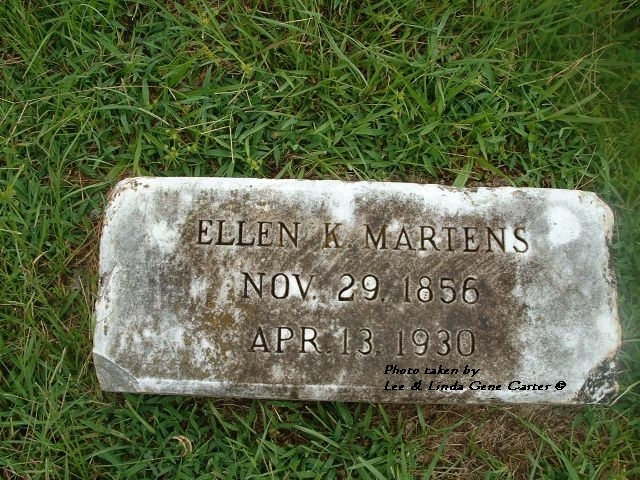 ELLEN K. MARTENS
NOV. 29. 1856
APR. 13 1930
Photo taken by
Lee & Linda Gene Carter ©